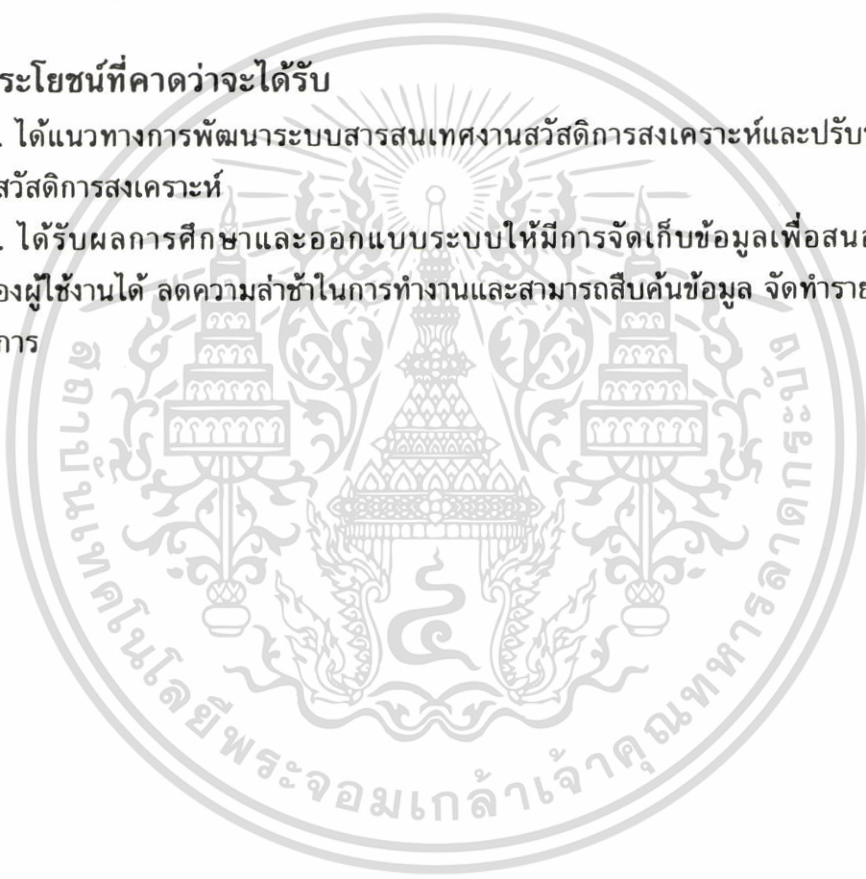 ระโยชน์ที่คาดว่าจะได้รับ
. ได้แนวทางการพัฒนาระบบสารสนเทศงานสวัสดิการสงเคราะห์และปรับ
สวัสดิการสงเคราะห์
. ได้รับผลการศึกษาและออกแบบระบบให้มีการจัดเก็บข้อมูลเพื่อสน
องผู้ใช้งานได้ ลดความล่าช้าในการทำงานและสามารถสืบค้นข้อมูล จัดทำราย
การ
สถาบันเทคโนโลยีพระจอมเกล้าเจ้าคุณทหารลาดกระบัง